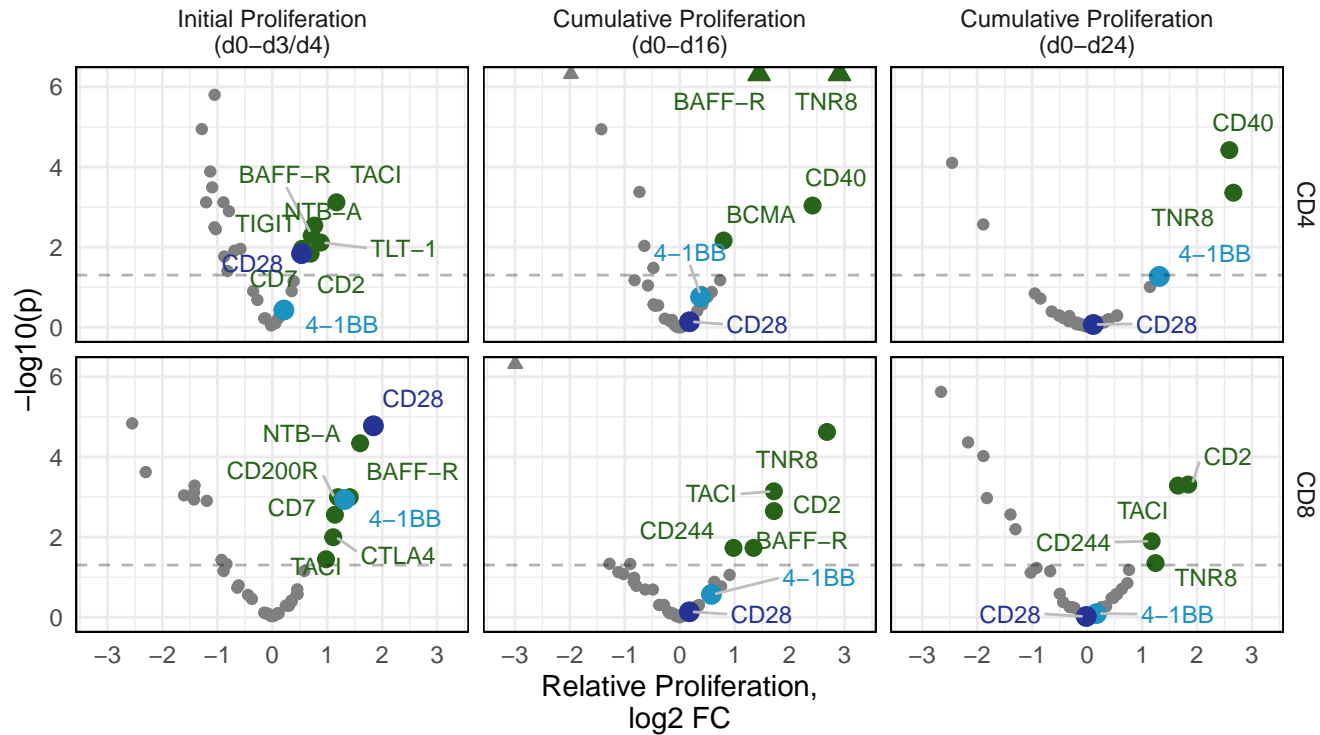 Initial Proliferation
(d0−d3/d4)
Cumulative Proliferation
(d0−d16)
Cumulative Proliferation
(d0−d24)
−log10(p)
6
4
2
0
BAFF−R
TACI
NTB−A
TIGIT
TLT−1
CD28
CD7
CD2
4−1BB
BAFF−R
TNR8
CD40
BCMA
4−1BB
CD28
CD40
TNR8
4−1BB
CD28
CD4
6
4
2
0
CD28
NTB−A
CD200R
BAFF−R
CD7
4−1BB
CTLA4
TACI
TNR8
TACI
CD2
CD244
BAFF−R
4−1BB
CD28
CD2
TACI
CD244
TNR8
CD28
4−1BB
CD8
−3 −2 −1 0 1 2 3
−3 −2 −1 0 1 2 3
−3 −2 −1 0 1 2 3
Relative Proliferation,
log2 FC